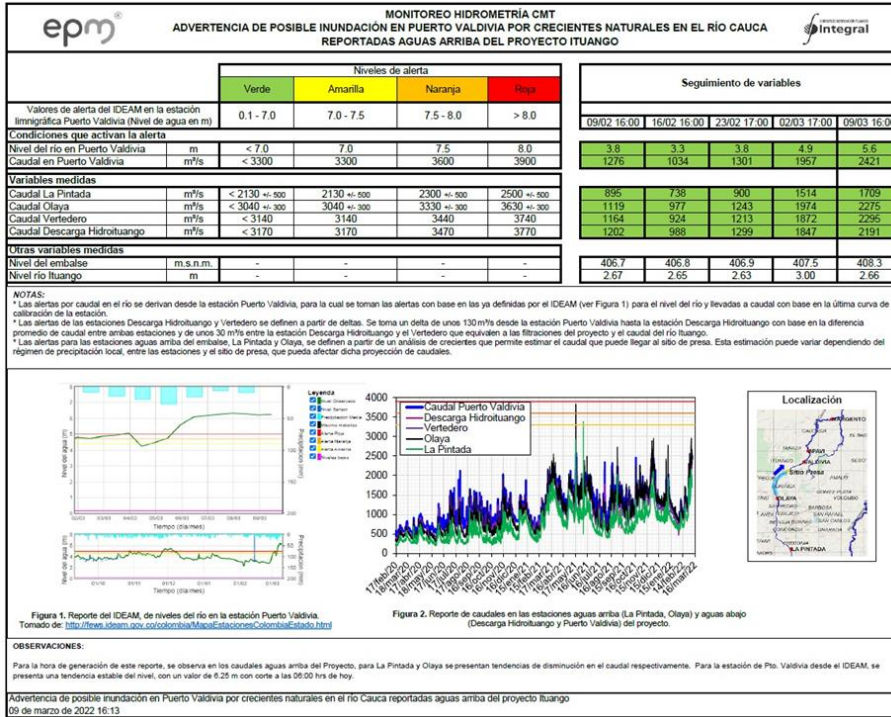 epm®
MONITOREO HIDROMETRÍA CMT
ADVERTENCIA DE POSIBLE INUNDACIÓN EN PUERTO VALDIVIA POR CRECIENTES NATURALES EN EL RÍO CAUCA
REPORTADAS AGUAS ARRIBA DEL PROYECTO ITUANGO
Integral
Niveles de alerta
Seguimiento de variables
Verde Amarilla Naranja Roja
Valores de alerta del IDEAM en la estación
limnigráfica Puerto Valdivia (Nivel de agua en m)
0.1 - 7.0 7.0 - 7.5 7.5 - 8.0 > 8.0
09/02 16:00 16/02 16:00 23/02 17:00 02/03 17:00 09/03 16:00
Condiciones que activan la alerta
Nivel del río en Puerto Valdivia m < 7.0 7.0 7.5 8.0 3.8 3.3 3.8 4.9 5.6
Caudal en Puerto Valdivia m³/s < 3300 3300 3600 3900 1276 1034 1301 1957 2421
Variables medidas
Caudal La Pintada m³/s < 2130 +/- 500 2130 +/- 500 2300 +/- 500 2500 +/- 500 895 738 900 1514 1709
Caudal Olaya m³/s < 3040 +/- 300 3040 +/- 300 3330 +/- 300 3630 +/- 300 1119 977 1243 1974 2275
Caudal Vertedero m³/s < 3140 3140 3440 3740 1164 924 1213 1872 2295
Caudal Descarga Hidroituango m³/s < 3170 3170 3470 3770 1202 988 1299 1847 2191
Otras variables medidas
Nivel del embalse m.s.n.m. - - - - 406.7 406.8 406.9 407.5 408.3
Nivel río Ituango m - - - - 2.67 2.65 2.63 3.00 2.66
NOTAS:
* Las alertas por caudal en el río se derivan desde la estación Puerto Valdivia, para la cual se toman las alertas con base en las ya definidas por el IDEAM (ver Figura 1) para el nivel del río y llevadas a caudal con base en la última curva de
calibración de la estación.
* Las alertas de las estaciones Descarga Hidroituango y Vertedero se definen a partir de deltas. Se toma un delta de unos 130 m³/s desde la estación Puerto Valdivia hasta la estación Descarga Hidroituango con base en la diferencia
promedio de caudal entre ambas estaciones y de unos 30 m³/s entre la estación Descarga Hidroituango y el Vertedero que equivalen a las filtraciones del proyecto y el caudal del río Ituango.
* Las alertas para las estaciones aguas arriba del embalse, La Pintada y Olaya, se definen a partir de un análisis de crecientes que permite estimar el caudal que puede llegar al sitio de presa. Esta estimación puede variar dependiendo del
régimen de precipitación local, entre las estaciones y el sitio de presa, que pueda afectar dicha proyección de caudales.
Leyenda
Nivel del agua (m)
Precipitación (mm)
Tiempo (día/mes)
Nivel del agua (m)
Precipitación (mm)
Tiempo (día/mes)
Figura 1. Reporte del IDEAM, de niveles del río en la estación Puerto Valdivia.
Tomado de: http://fews.ideam.gov.co/colombia/MapaEstacionesColombiaEstado.html
4000
3500
3000
2500
2000
1500
1000
500
0
Caudal Puerto Valdivia
Descarga Hidroituango
Vertedero
Olaya
La Pintada
Figura 2. Reporte de caudales en las estaciones aguas arriba (La Pintada, Olaya) y aguas abajo
(Descarga Hidroituango y Puerto Valdivia) del proyecto.
Localización
VALDIVIA
Sitio Presa
OLAYA
LA PINTADA
OBSERVACIONES:
Para la hora de generación de este reporte, se observa en los caudales aguas arriba del Proyecto, para La Pintada y Olaya se presentan tendencias de disminución en el caudal respectivamente. Para la estación de Pto. Valdivia desde el IDEAM, se
presenta una tendencia estable del nivel, con un valor de 6.25 m con corte a las 06:00 hrs de hoy.
Advertencia de posible inundación en Puerto Valdivia por crecientes naturales en el río Cauca reportadas aguas arriba del proyecto Ituango
09 de marzo de 2022 16:13